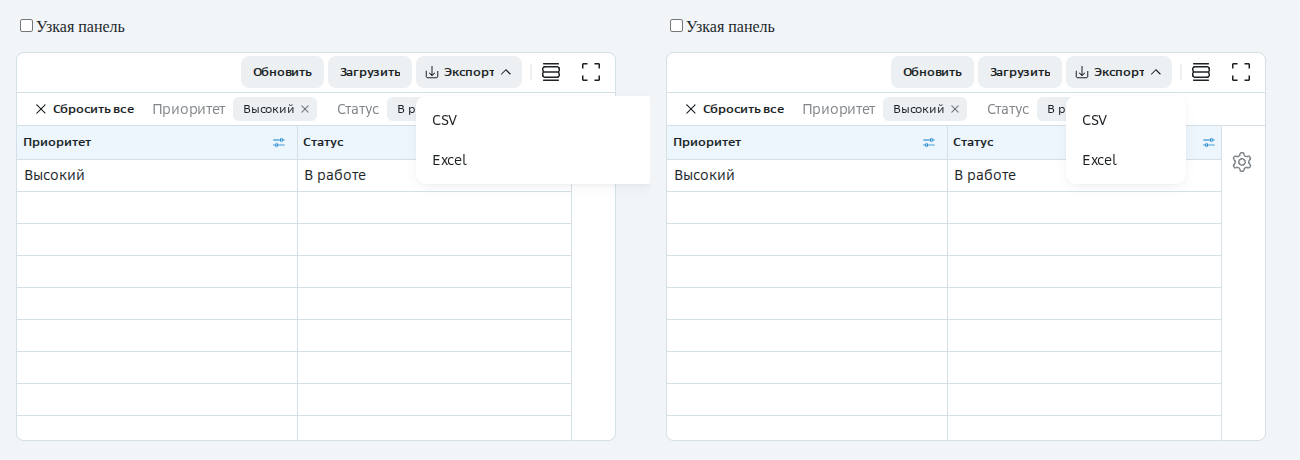 Узкая панель
Обновить Загрузить Экспорт
Сбросить все Приоритет Высокий Статус В р
CSV
Excel
Приоритет Статус
Высокий В работе
Узкая панель
Обновить Загрузить Экспорт
Сбросить все Приоритет Высокий Статус В р
CSV
Excel
Приоритет Статус
Высокий В работе